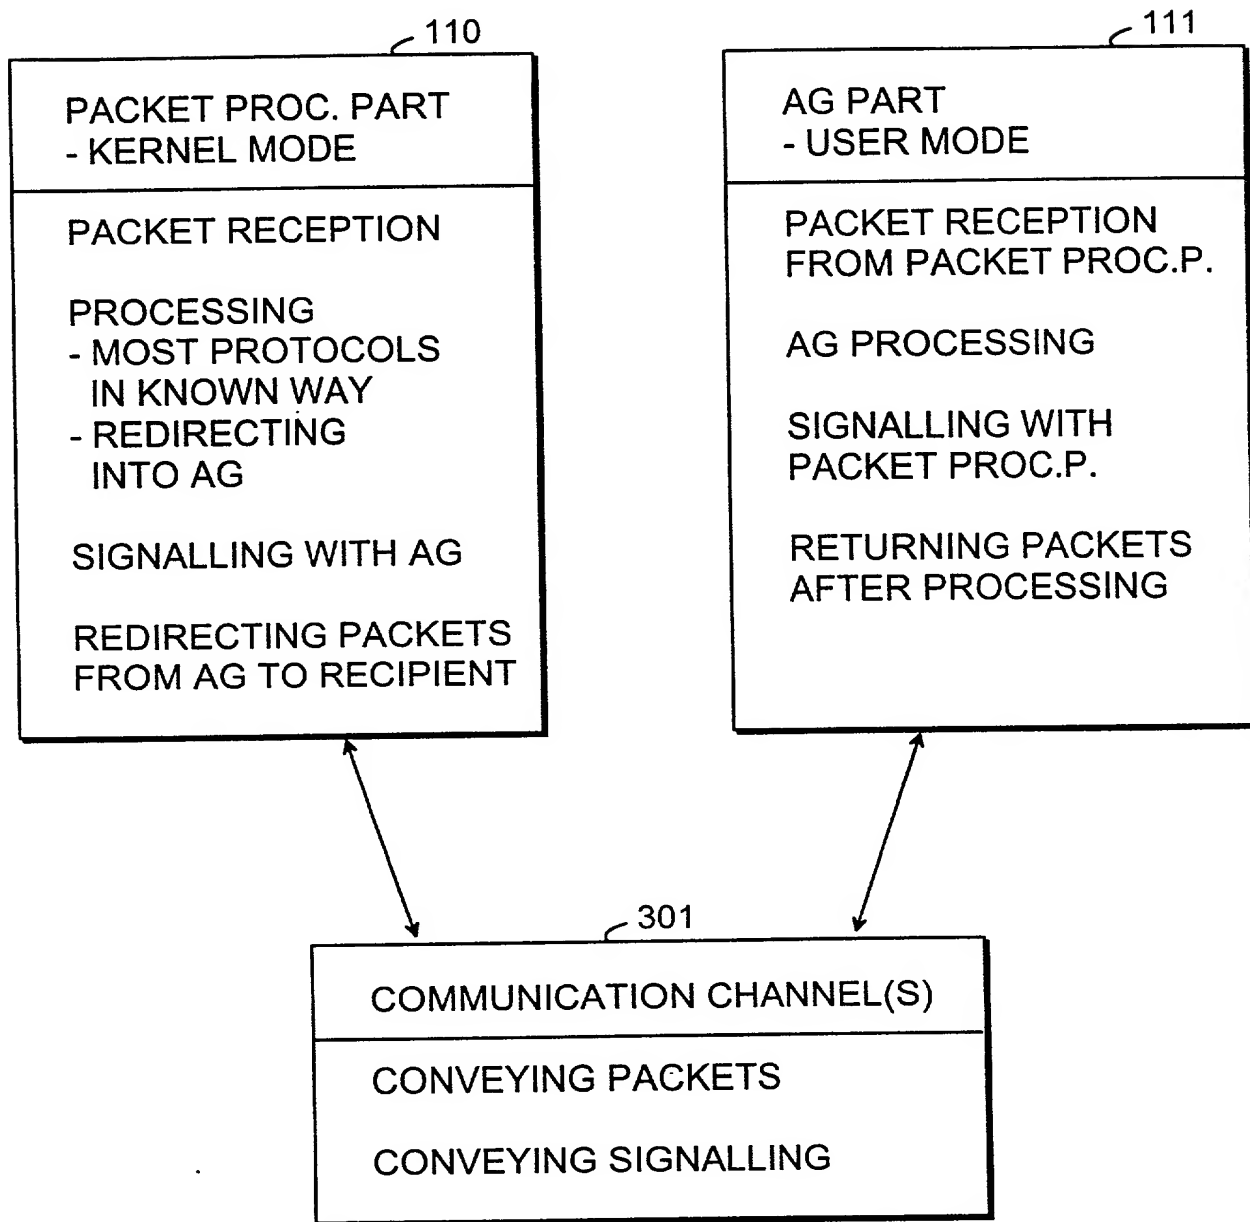 110
PACKET PROC. PART
- KERNEL MODE
PACKET RECEPTION
PROCESSING
- MOST PROTOCOLS
IN KNOWN WAY
- REDIRECTING
INTO AG
SIGNALLING WITH AG
REDIRECTING PACKETS
FROM AG TO RECIPIENT
111
AG PART
- USER MODE
PACKET RECEPTION
FROM PACKET PROC.P.
AG PROCESSING
SIGNALLING WITH
PACKET PROC.P.
RETURNING PACKETS
AFTER PROCESSING
301
COMMUNICATION CHANNEL(S)
CONVEYING PACKETS
CONVEYING SIGNALLING